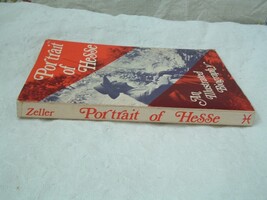 Portrait
of
Hesse
An
Illustrated
Biography
Zeller Portrait of Hesse